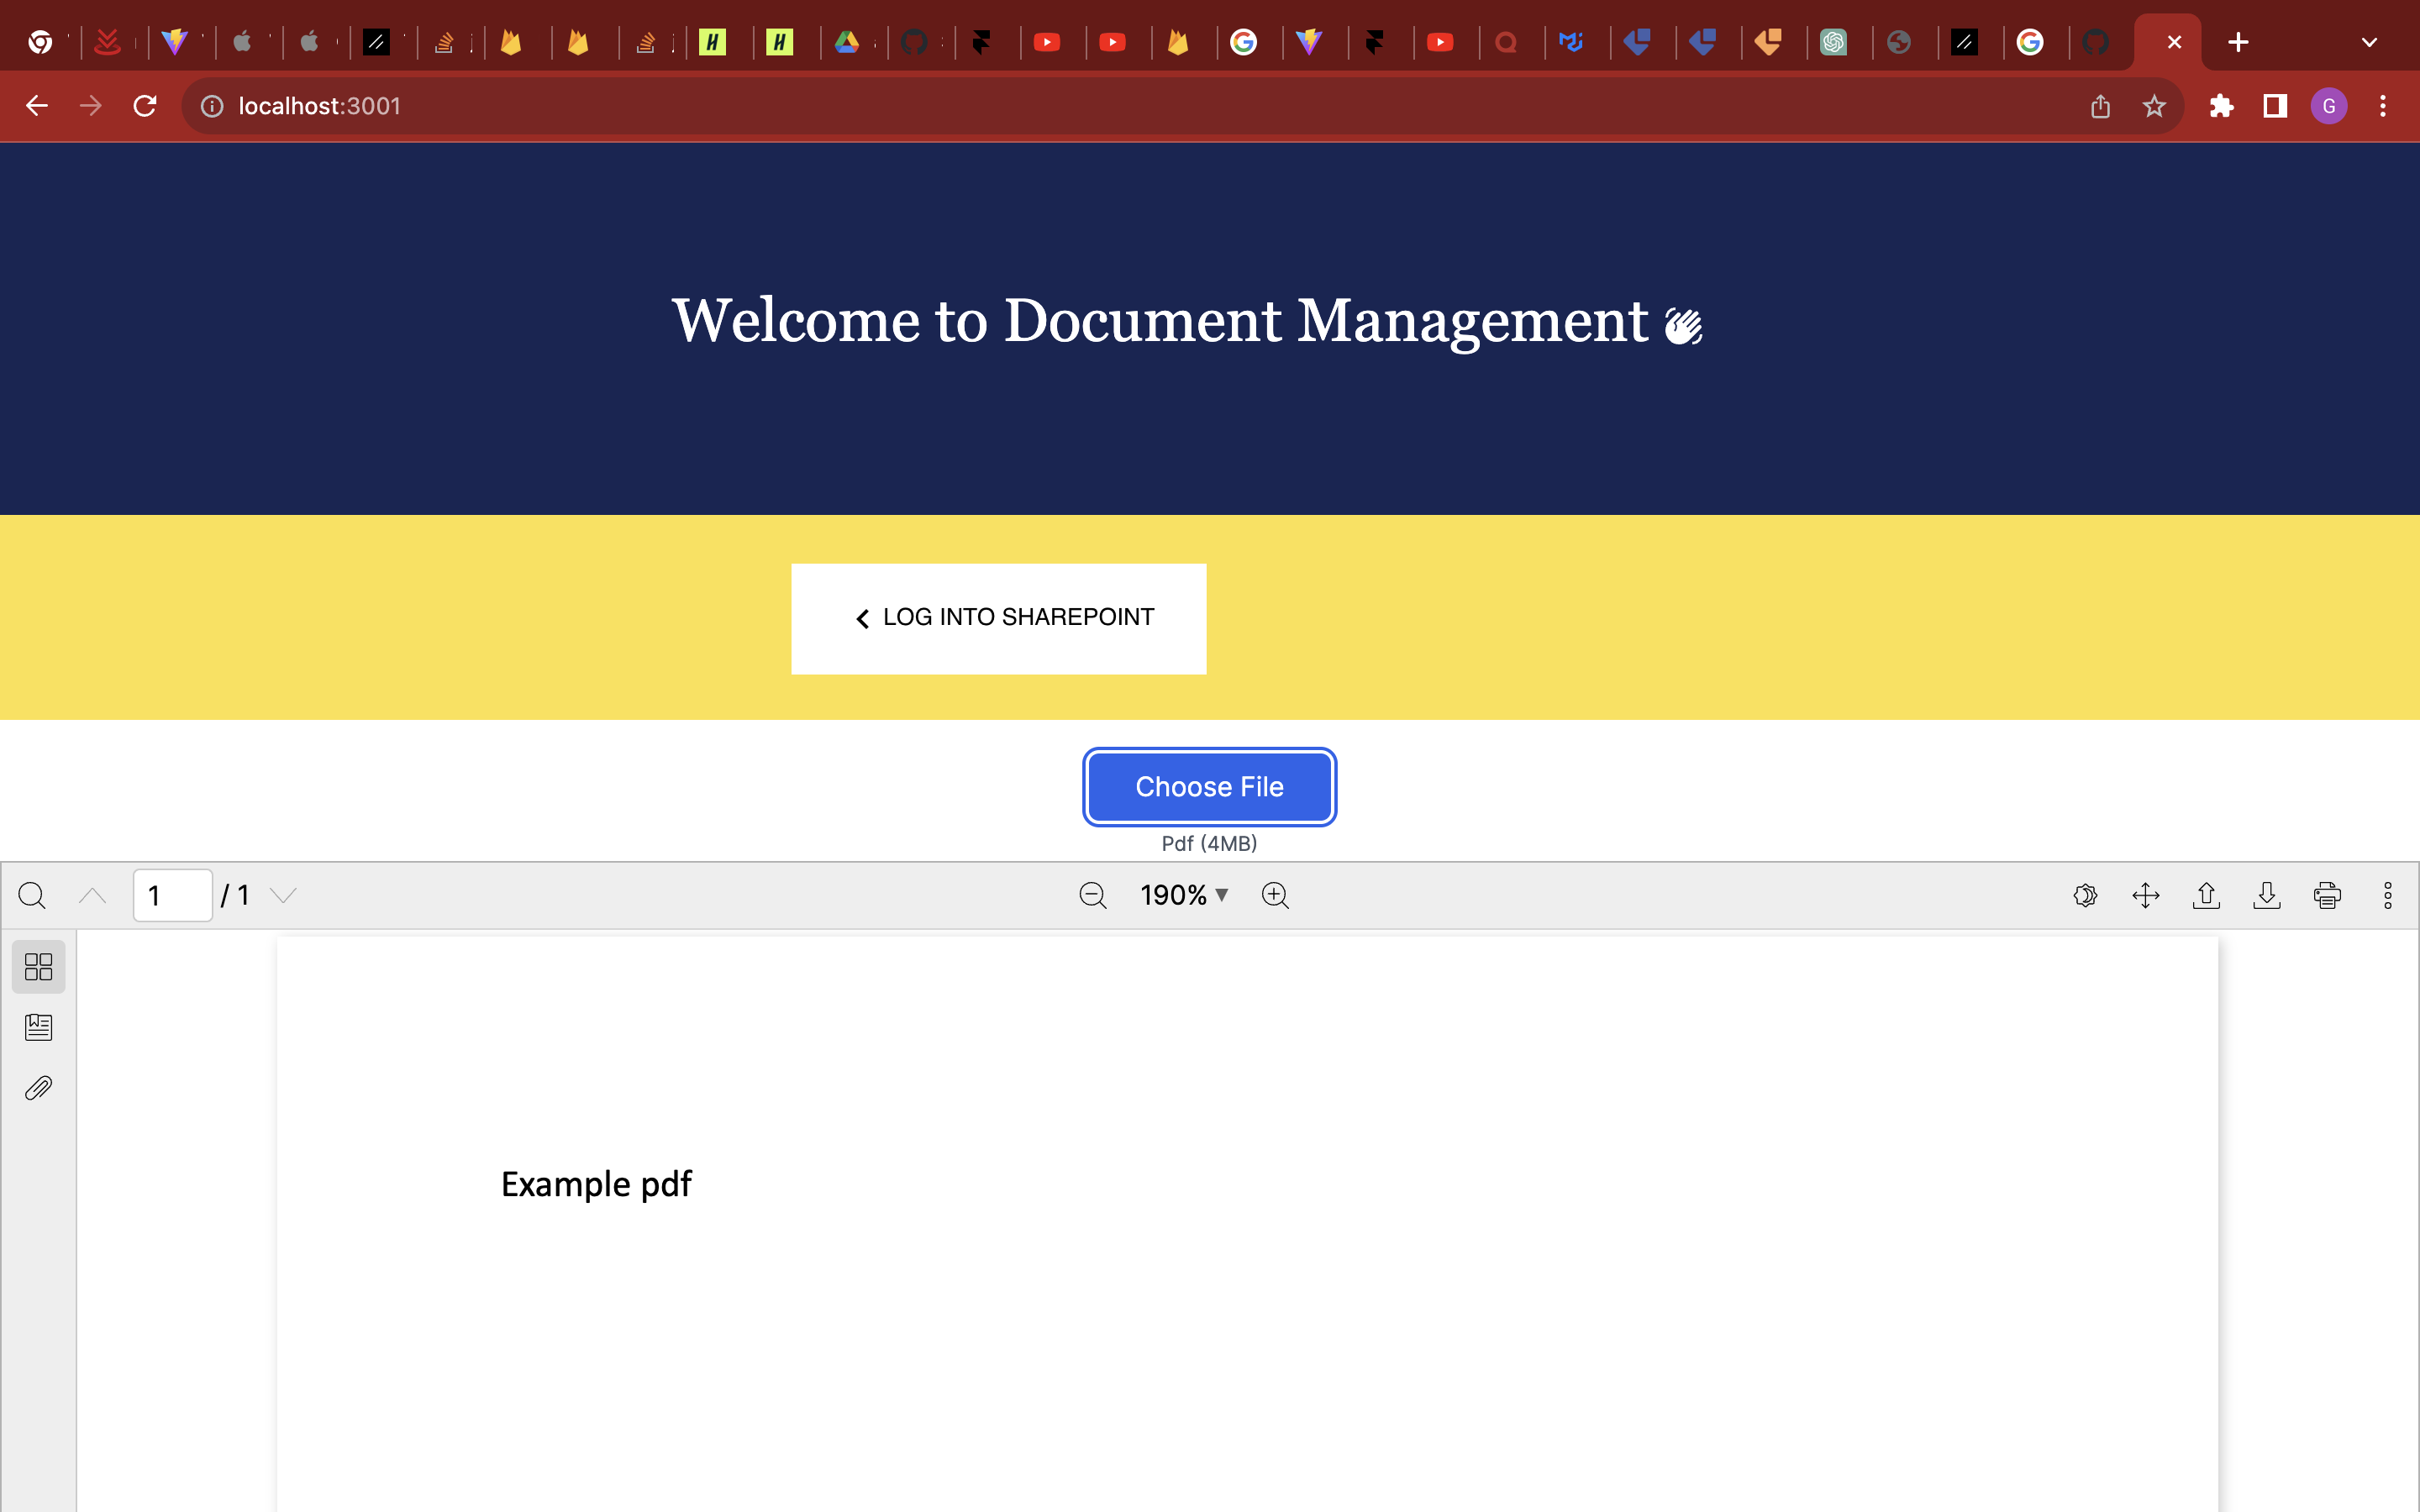 localhost:3001
G
Welcome to Document Management
LOG INTO SHAREPOINT
Choose File
Pdf (4MB)
1 / 1
190%
Example pdf